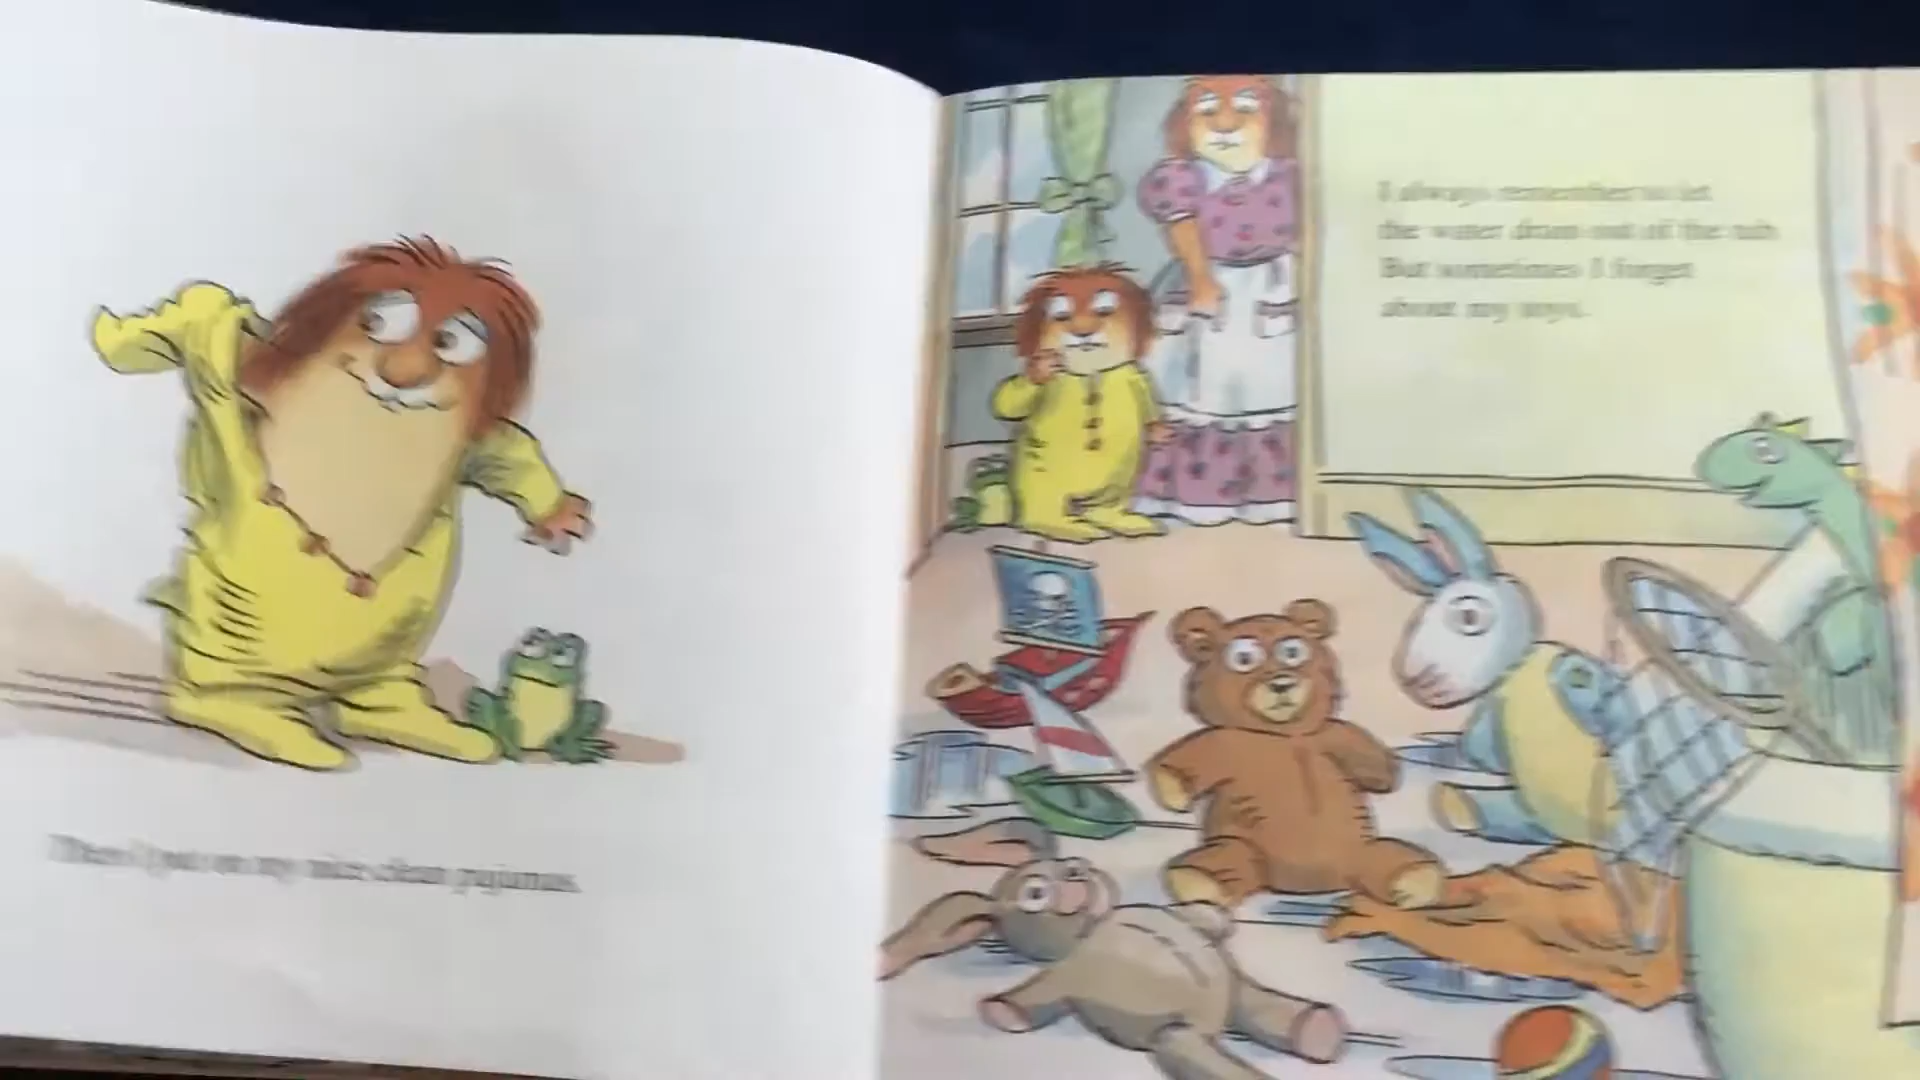 Then I put on my nice clean pajamas.
I always remember to let
the water drain out of the tub.
But sometimes I forget
about my toys.